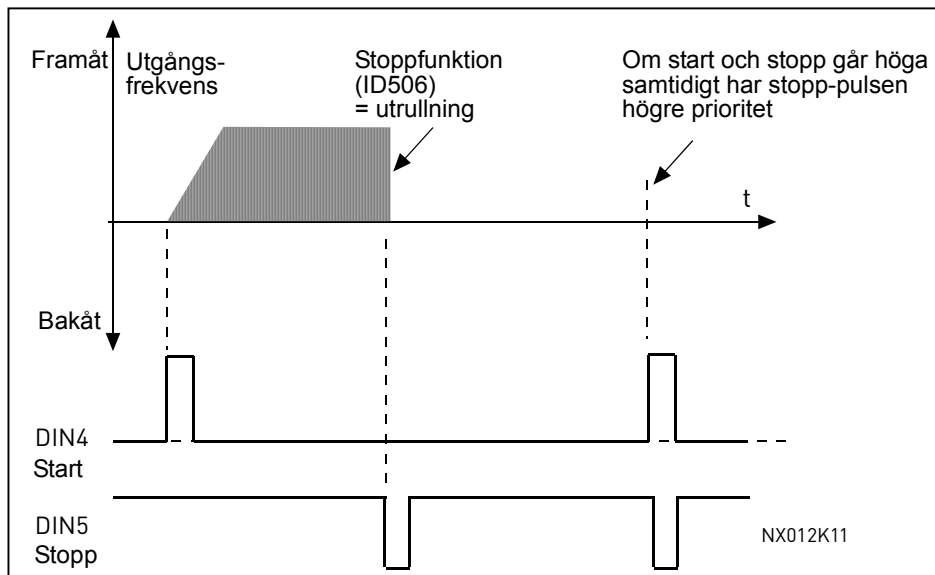 Framåt
Utgångs-
frekvens
Stoppfunktion
(ID506)
= utrullning
Om start och stopp går höga
samtidigt har stopp-pulsen
högre prioritet
t
Bakåt
DIN4
Start
DIN5
Stopp
NX012K11